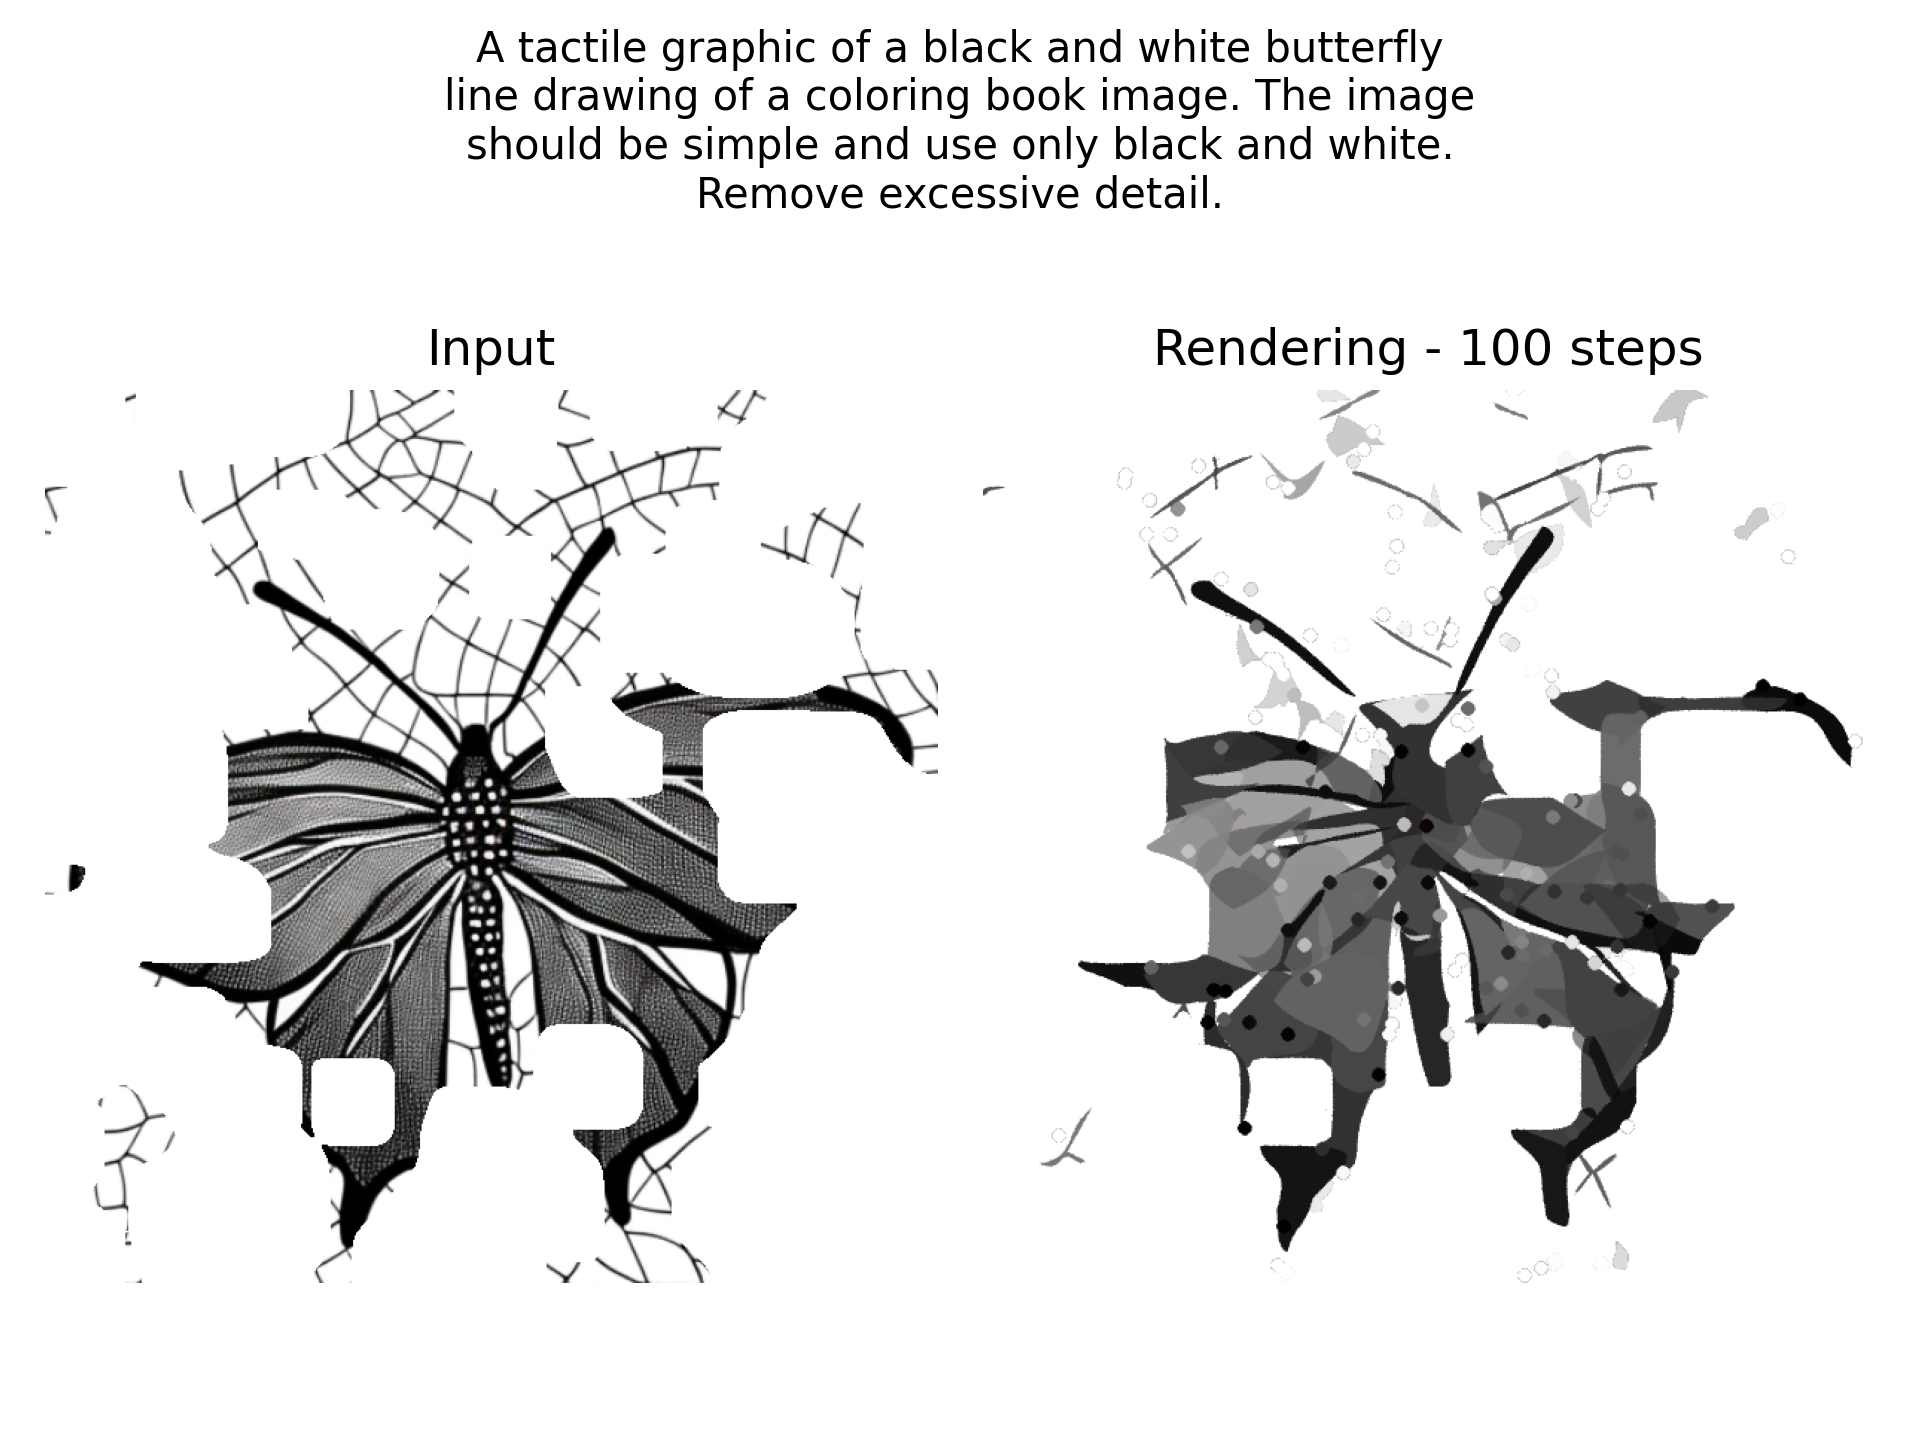 A tactile graphic of a black and white butterfly
line drawing of a coloring book image. The image
should be simple and use only black and white.
Remove excessive detail.
Input
Rendering - 100 steps